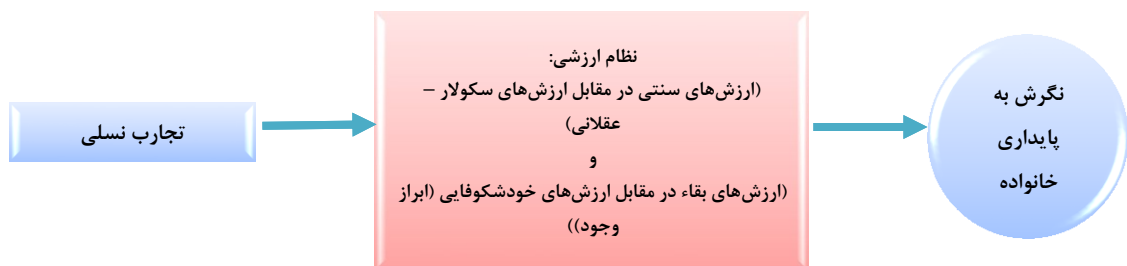 تجارب نسلی
نظام ارزشی:
(ارزش‌های سنتی در مقابل ارزش‌های سکولار –
عقلانی)
و
(ارزش‌های بقاء در مقابل ارزش‌های خودشکوفایی (ابراز
وجود))
نگرش به
پایداری
خانواده